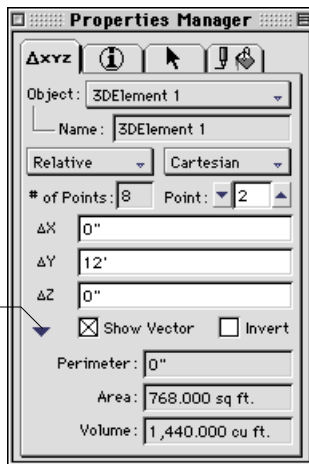 Properties Manager
Δxyz
Object: 3DElement 1
Name: 3DElement 1
Relative Cartesian
# of Points: 8 Point: 2
ΔX 0"
ΔY 12'
ΔZ 0"
Show Vector Invert
Perimeter: 0"
Area: 768.000 sq ft.
Volume: 1,440.000 cu ft.